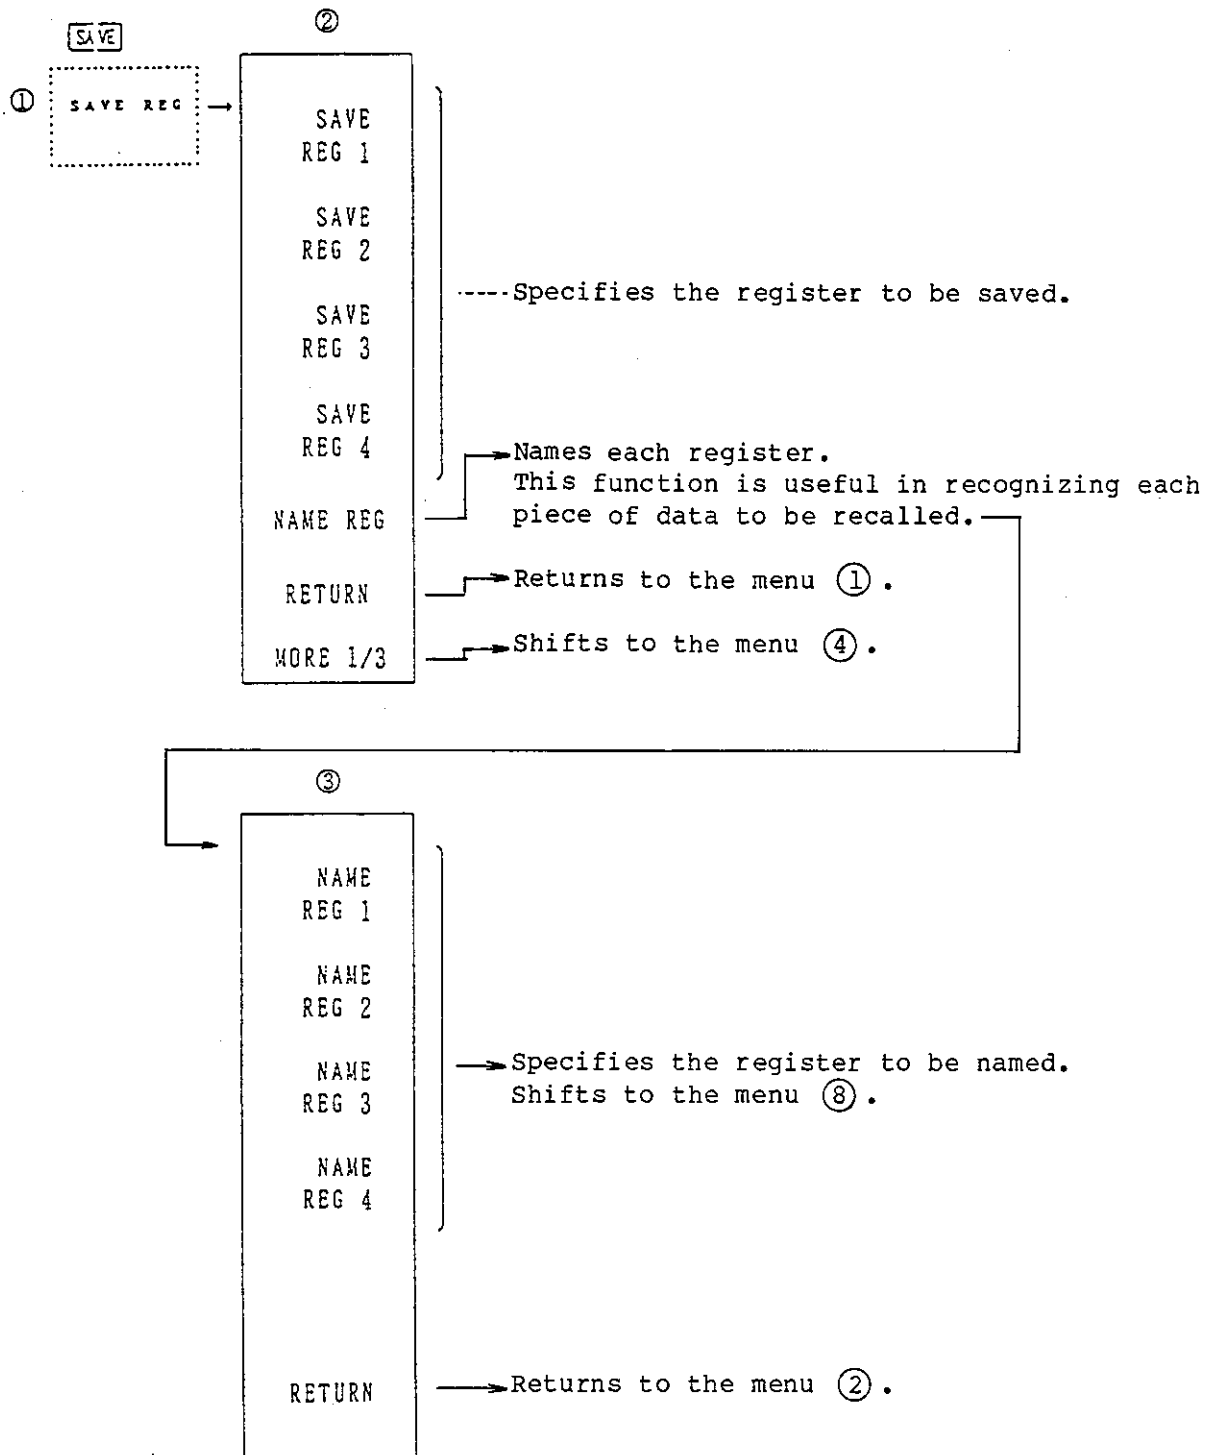 ②
SAVE
① SAVE REG
SAVE
REG 1
SAVE
REG 2
Specifies the register to be saved.
SAVE
REG 3
SAVE
REG 4
Names each register.
This function is useful in recognizing each
NAME REG
piece of data to be recalled.
RETURN
Returns to the menu ①.
MORE 1/3
Shifts to the menu ④.
③
NAME
REG 1
NAME
REG 2
NAME
REG 3
Specifies the register to be named.
Shifts to the menu ⑧.
NAME
REG 4
RETURN
Returns to the menu ②.